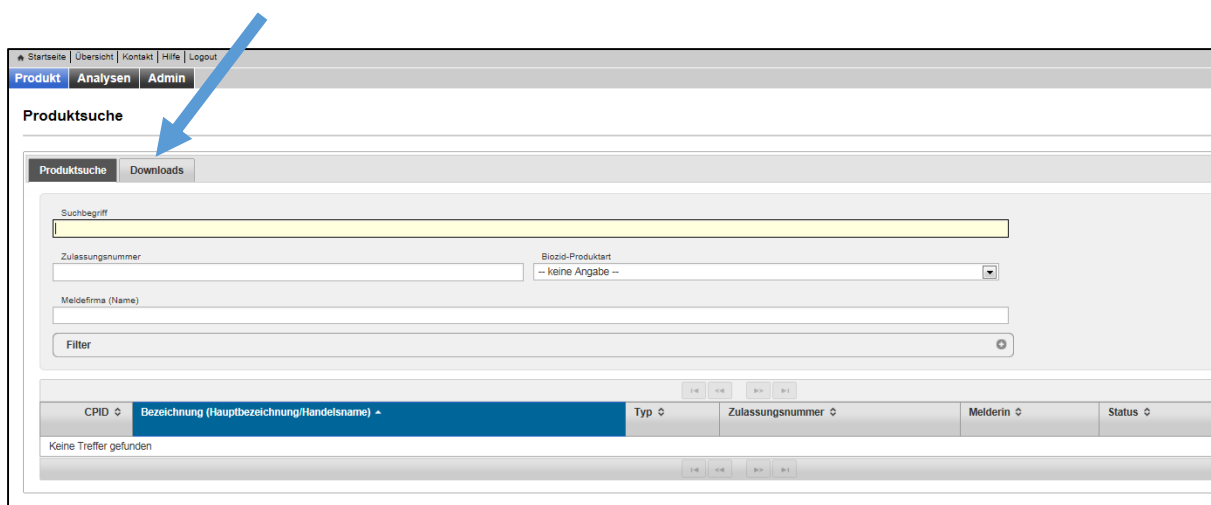 Startseite | Übersicht | Kontakt | Hilfe | Logout
Produkt Analysen Admin
Produktsuche
Produktsuche Downloads
Suchbegriff
Zulassungsnummer Biozid-Produktart
-- keine Angabe --
Meldefirma (Name)
Filter
CPID Bezeichnung (Hauptbezeichnung/Handelsname) Typ Zulassungsnummer Melderin Status
Keine Treffer gefunden